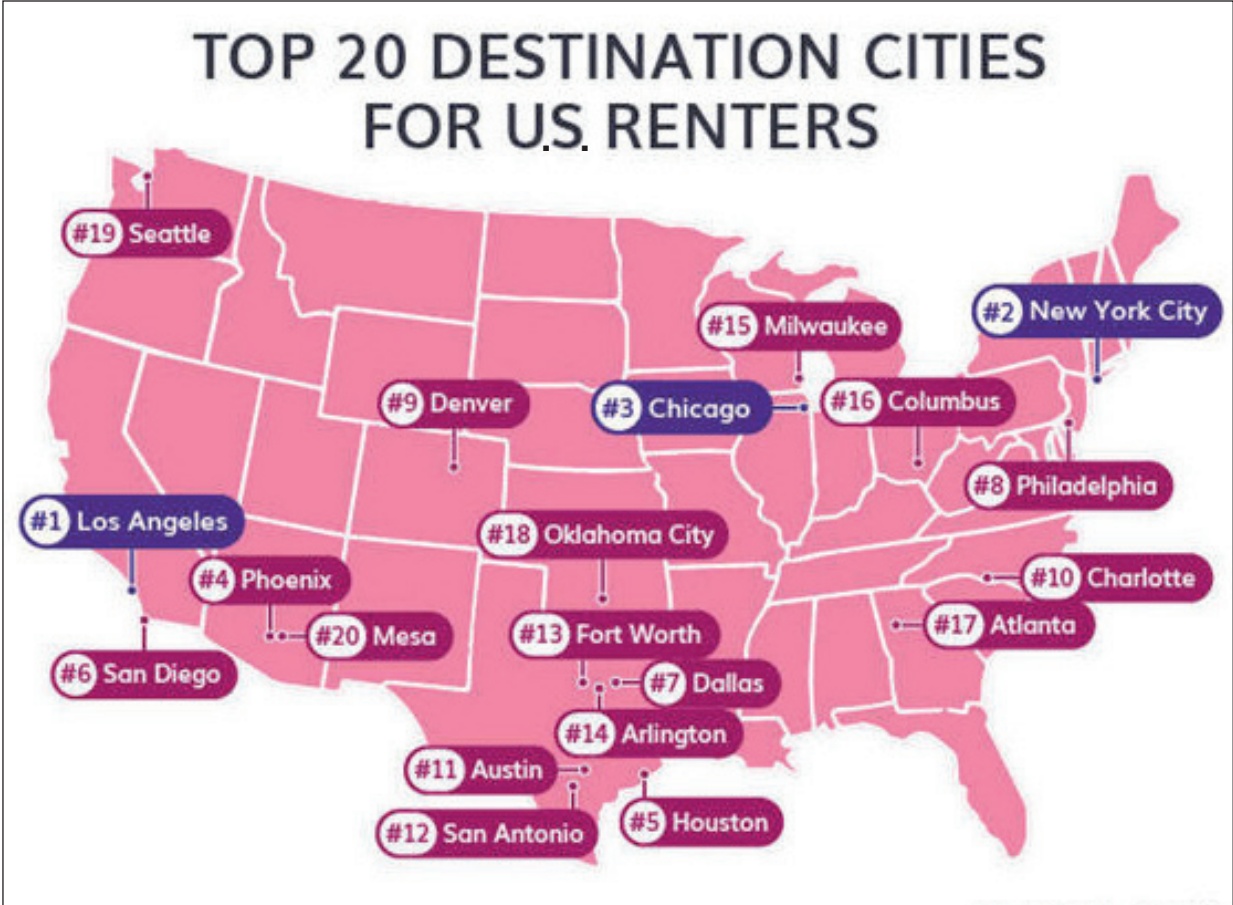 TOP 20 DESTINATION CITIES
FOR U.S. RENTERS
#19 Seattle
#2 New York City
#15 Milwaukee
#9 Denver
#3 Chicago
#16 Columbus
#8 Philadelphia
#1 Los Angeles
#18 Oklahoma City
#4 Phoenix
#10 Charlotte
#20 Mesa
#13 Fort Worth
#17 Atlanta
#6 San Diego
#7 Dallas
#14 Arlington
#11 Austin
#12 San Antonio
#5 Houston